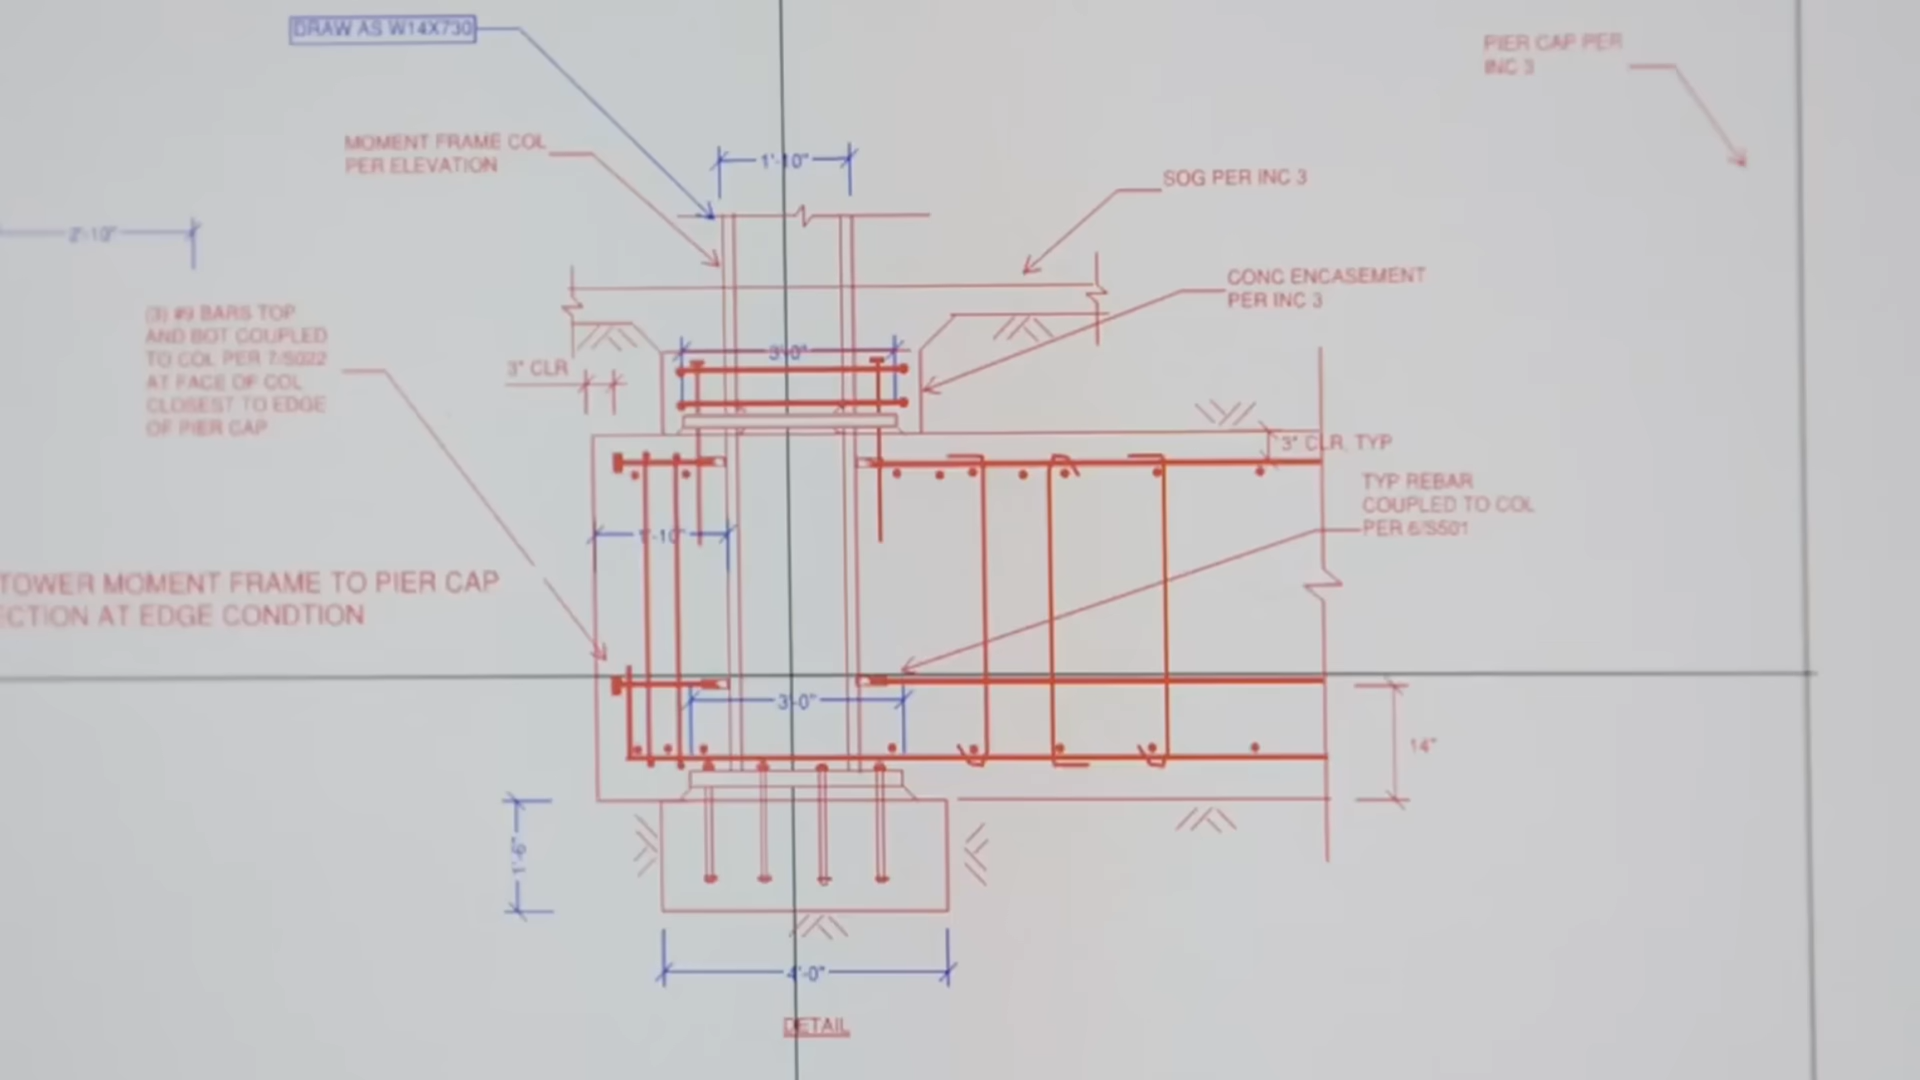 DRAW AS W14X730
PIER CAP PER
INC 3
MOMENT FRAME COL
PER ELEVATION
1'-10"
SOG PER INC 3
2'-10"
CONC ENCASEMENT
PER INC 3
(3) #9 BARS TOP
AND BOT COUPLED
TO COL PER 7/S022
AT FACE OF COL
CLOSEST TO EDGE
OF PIER CAP
3" CLR
3'-0"
3" CLR, TYP
TYP REBAR
COUPLED TO COL
PER 6/S501
1'-10"
TOWER MOMENT FRAME TO PIER CAP
ECTION AT EDGE CONDTION
3'-0"
14"
1'-6"
4'-0"
DETAIL